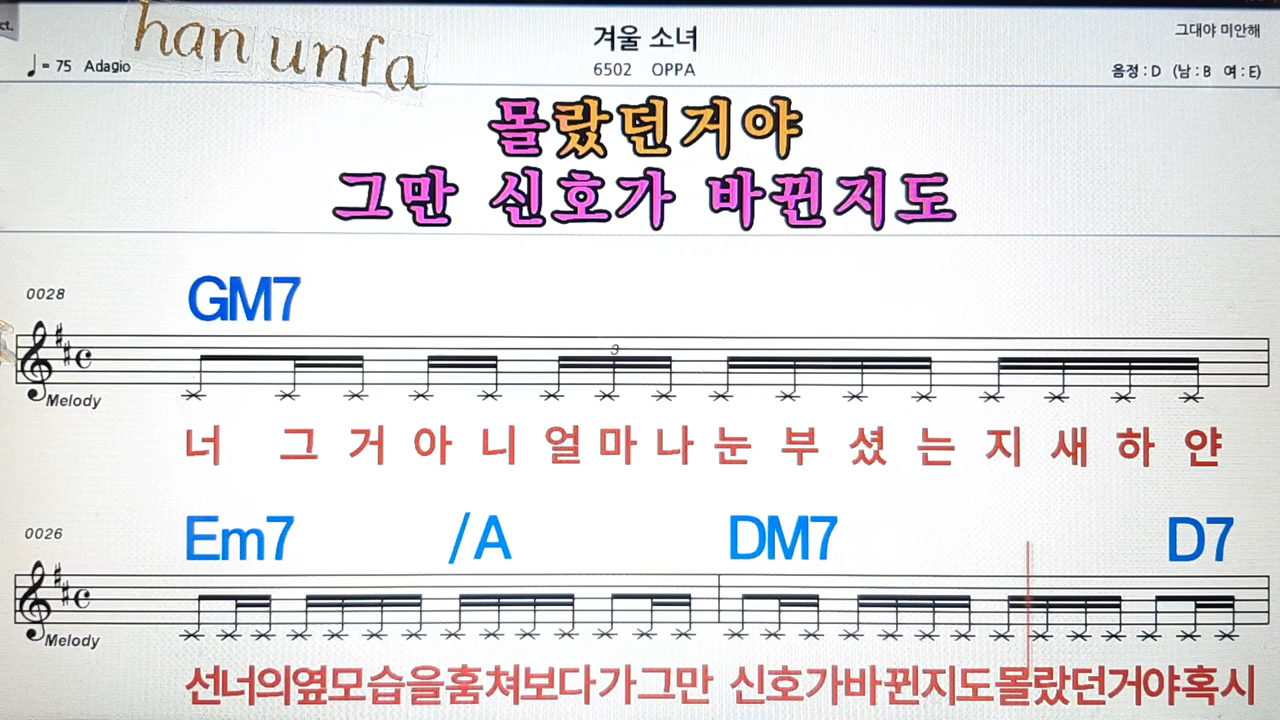 ct.
han unfa
겨울 소녀
그대야 미안해
♩= 75 Adagio
6502 OPPA
음정 : D (남 : B 여 : E)
몰랐던거야
그만 신호가 바뀐지도
0028
GM7
3
Melody
너 그 거 아 니 얼 마 나 눈 부 셨 는 지 새 하 얀
0026
Em7 /A DM7 D7
Melody
선너의옆모습을훔쳐보다가그만 신호가바뀐지도몰랐던거야혹시